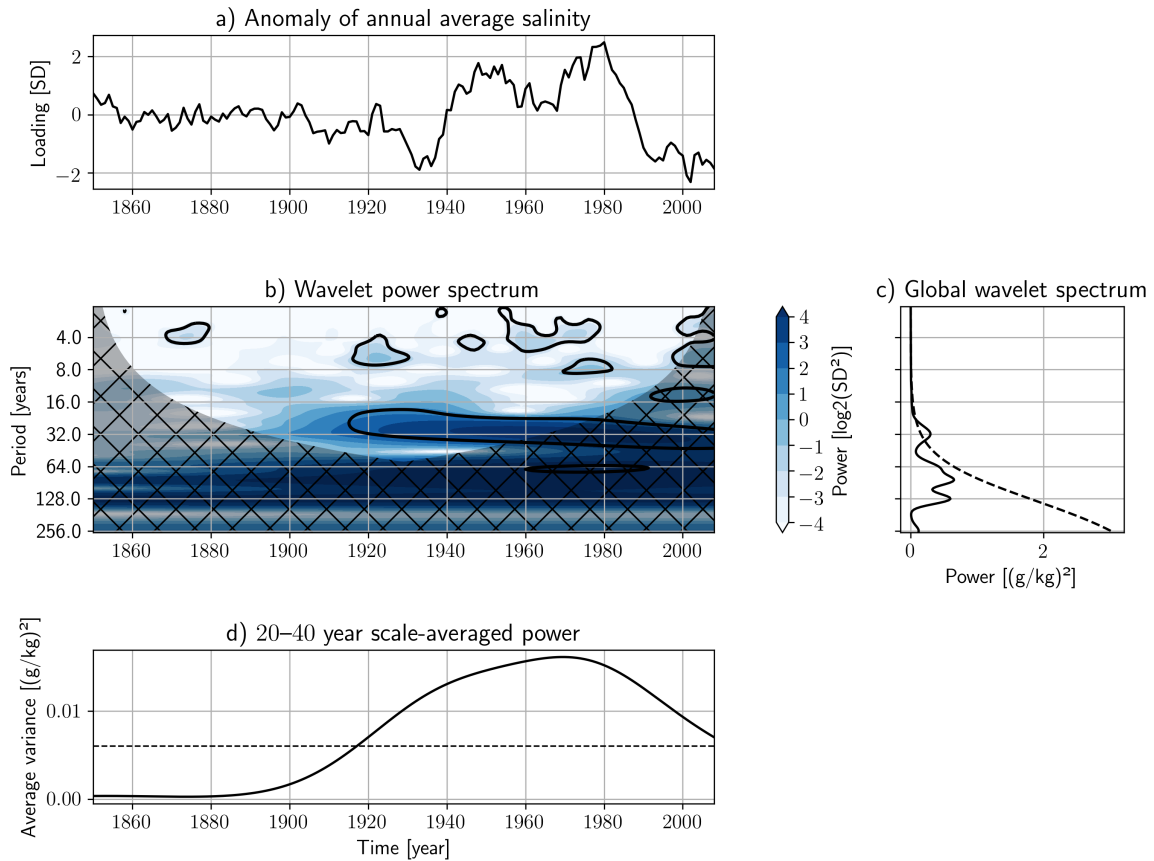 a) Anomaly of annual average salinity
Loading [SD]
2
0
−2
1860 1880 1900 1920 1940 1960 1980 2000
b) Wavelet power spectrum
Period [years]
4.0
8.0
16.0
32.0
64.0
128.0
256.0
1860 1880 1900 1920 1940 1960 1980 2000
4
3
2
1
0
−1
−2
−3
−4
Power [log2(SD²)]
c) Global wavelet spectrum
0 2
Power [(g/kg)²]
d) 20–40 year scale-averaged power
Average variance [(g/kg)²]
0.01
0.00
1860 1880 1900 1920 1940 1960 1980 2000
Time [year]